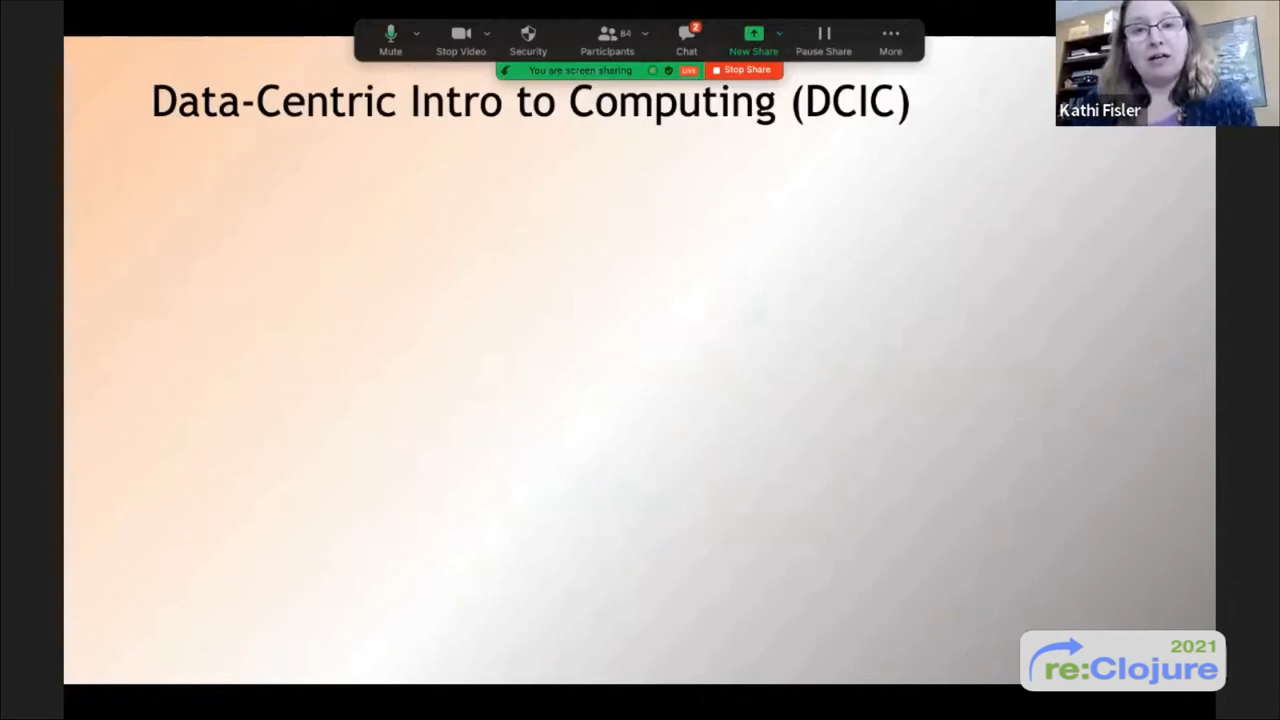 Mute
Stop Video
Security
84
Participants
2
Chat
New Share
Pause Share
More
You are screen sharing
LIVE
Stop Share
Data-Centric Intro to Computing (DCIC)
Kathi Fisler
2021
re:Clojure